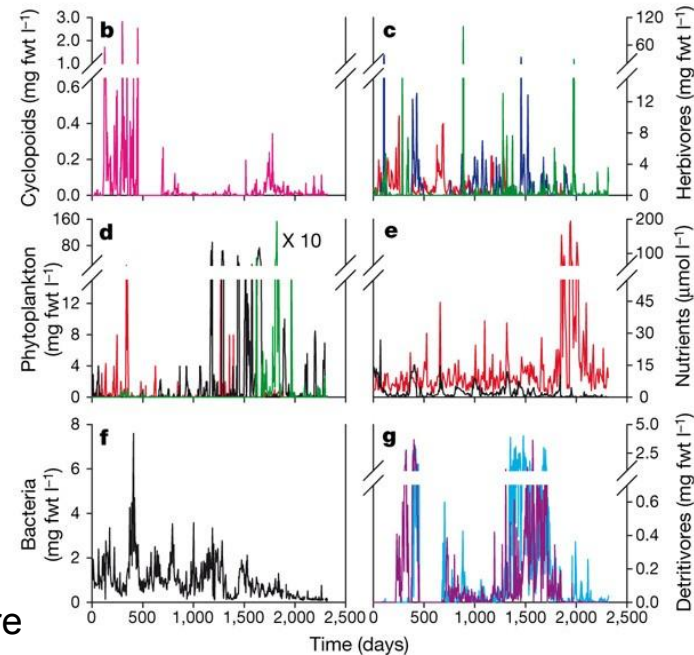 b
3.0
2.0
1.0
0.6
0.4
0.2
0.0
Cyclopoids (mg fwt l–1)
c
120
60
12
8
4
0
Herbivores (mg fwt l–1)
d
X 10
160
80
12
8
4
0
Phytoplankton
(mg fwt l–1)
e
200
100
45
30
15
0
Nutrients (µmol l–1)
f
8
6
4
2
0
Bacteria
(mg fwt l–1)
g
5.0
2.5
0.6
0.4
0.2
0.0
Detritivores (mg fwt l–1)
0 500 1,000 1,500 2,000 2,500 0 500 1,000 1,500 2,000 2,500
Time (days)
re